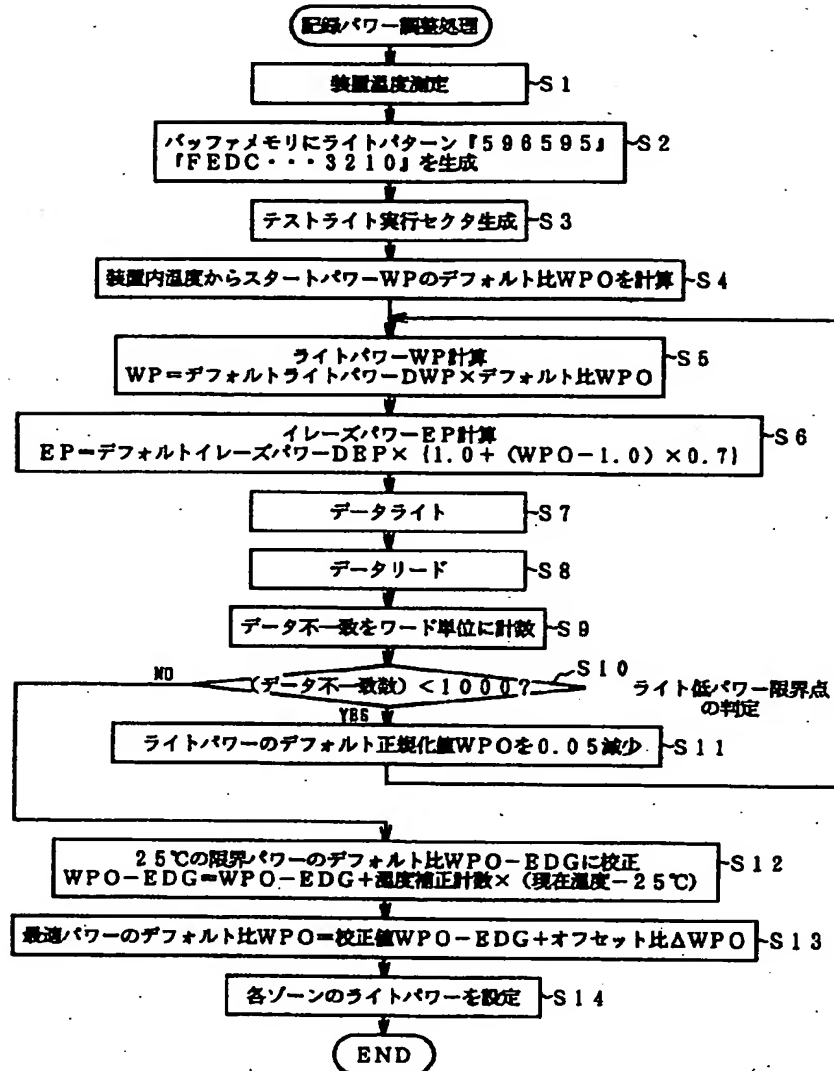 記録パワー調整処理
装置温度測定
S1
バッファメモリにライトパターン『596595』
『FEDC・・・3210』を生成
S2
テストライト実行セクタ生成
S3
装置内温度からスタートパワーWPのデフォルト比WPOを計算
S4
ライトパワーWP計算
WP=デフォルトライトパワーDWP×デフォルト比WPO
S5
イレーズパワーEP計算
EP=デフォルトイレーズパワーDEP×{1.0+(WPO-1.0)×0.7}
S6
データライト
S7
データリード
S8
データ不一致をワード単位に計数
S9
(データ不一致数)<1000?
S10
NO
YES
ライト低パワー限界点
の判定
ライトパワーのデフォルト正規化値WPOを0.05減少
S11
25℃の限界パワーのデフォルト比WPO-EDGに校正
WPO-EDG=WPO-EDG+温度補正計数×(現在温度-25℃)
S12
最適パワーのデフォルト比WPO=校正値WPO-EDG+オフセット比ΔWPO
S13
各ゾーンのライトパワーを設定
S14
END